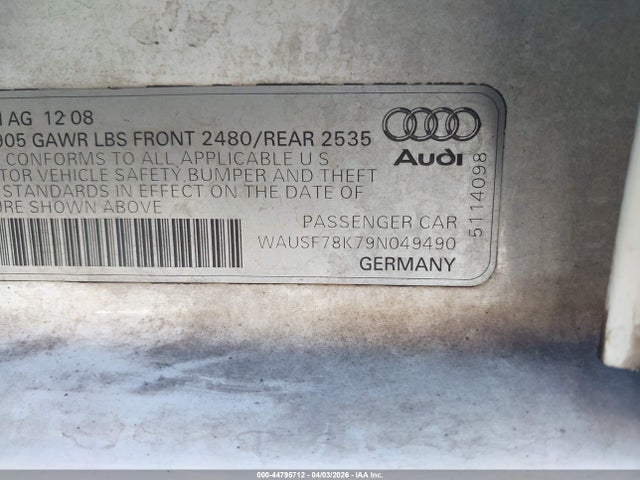 AG 12 08
905 GAWR LBS FRONT 2480/REAR 2535
CONFORMS TO ALL APPLICABLE U S
TOR VEHICLE SAFETY BUMPER AND THEFT
STANDARDS IN EFFECT ON THE DATE OF
URE SHOWN ABOVE
Audi
5114098
PASSENGER CAR
WAUSF78K79N049490
GERMANY
000-44795712 - 04/03/2026 - IAA Inc.